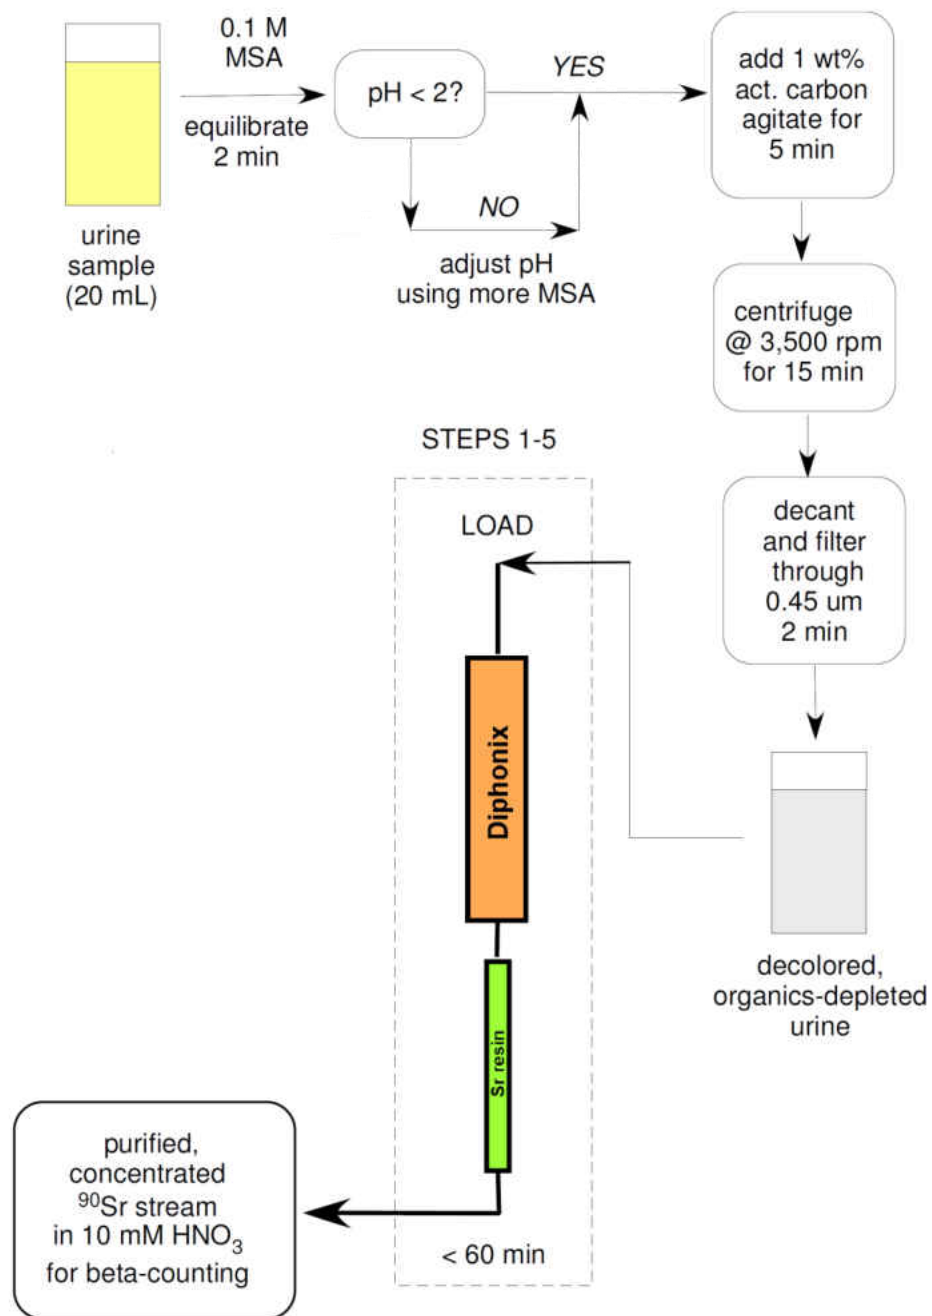 0.1 M
MSA
equilibrate
2 min
urine
sample
(20 mL)
pH < 2?
YES
NO
adjust pH
using more MSA
add 1 wt%
act. carbon
agitate for
5 min
centrifuge
@ 3,500 rpm
for 15 min
decant
and filter
through
0.45 um
2 min
decolored,
organics-depleted
urine
STEPS 1-5
LOAD
Diphonix
Sr resin
< 60 min
purified,
concentrated
⁹⁰Sr stream
in 10 mM HNO₃
for beta-counting